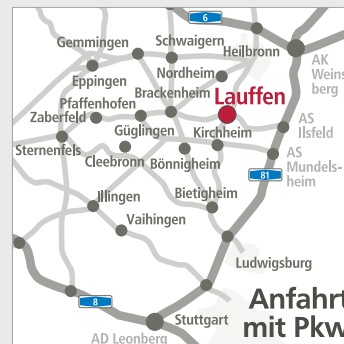 6
Gemmingen
Schwaigern
Heilbronn
AK
Weins-
berg
Eppingen
Nordheim
Brackenheim
Lauffen
Pfaffenhofen
Zaberfeld
AS
Ilsfeld
Güglingen
Kirchheim
Sternenfels
Cleebronn
Bönnigheim
AS
Mundels-
heim
81
Illingen
Bietigheim
Vaihingen
Ludwigsburg
8
Anfahrt
mit Pkw
Stuttgart
AD Leonberg